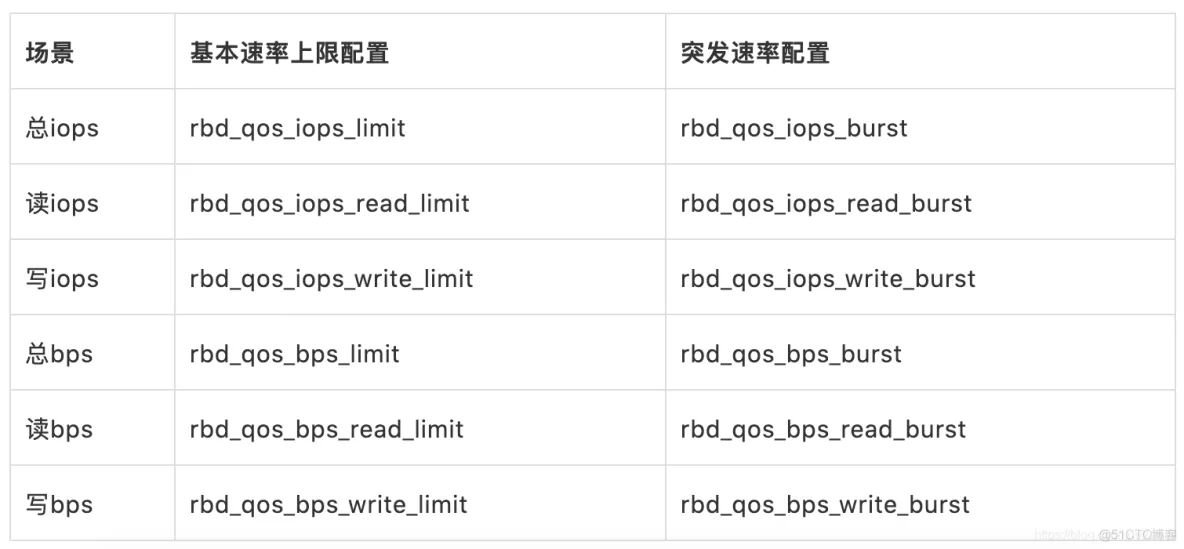 场景 基本速率上限配置 突发速率配置
总iops rbd_qos_iops_limit rbd_qos_iops_burst
读iops rbd_qos_iops_read_limit rbd_qos_iops_read_burst
写iops rbd_qos_iops_write_limit rbd_qos_iops_write_burst
总bps rbd_qos_bps_limit rbd_qos_bps_burst
读bps rbd_qos_bps_read_limit rbd_qos_bps_read_burst
写bps rbd_qos_bps_write_limit rbd_qos_bps_write_burst
https://blog. @51CTO博客